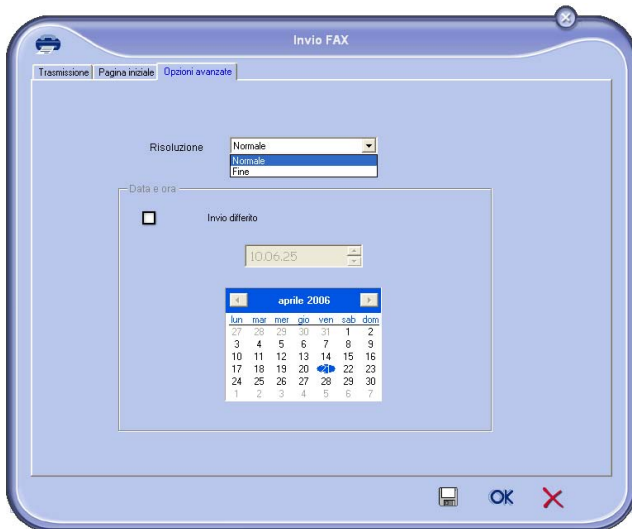 Invio FAX
Trasmissione Pagina iniziale Opzioni avanzate
Risoluzione Normale
Normale
Fine
Data e ora
Invio differito
10.06.25
aprile 2006
lun mar mer gio ven sab dom
27 28 29 30 31 1 2
3 4 5 6 7 8 9
10 11 12 13 14 15 16
17 18 19 20 21 22 23
24 25 26 27 28 29 30
1 2 3 4 5 6 7
OK